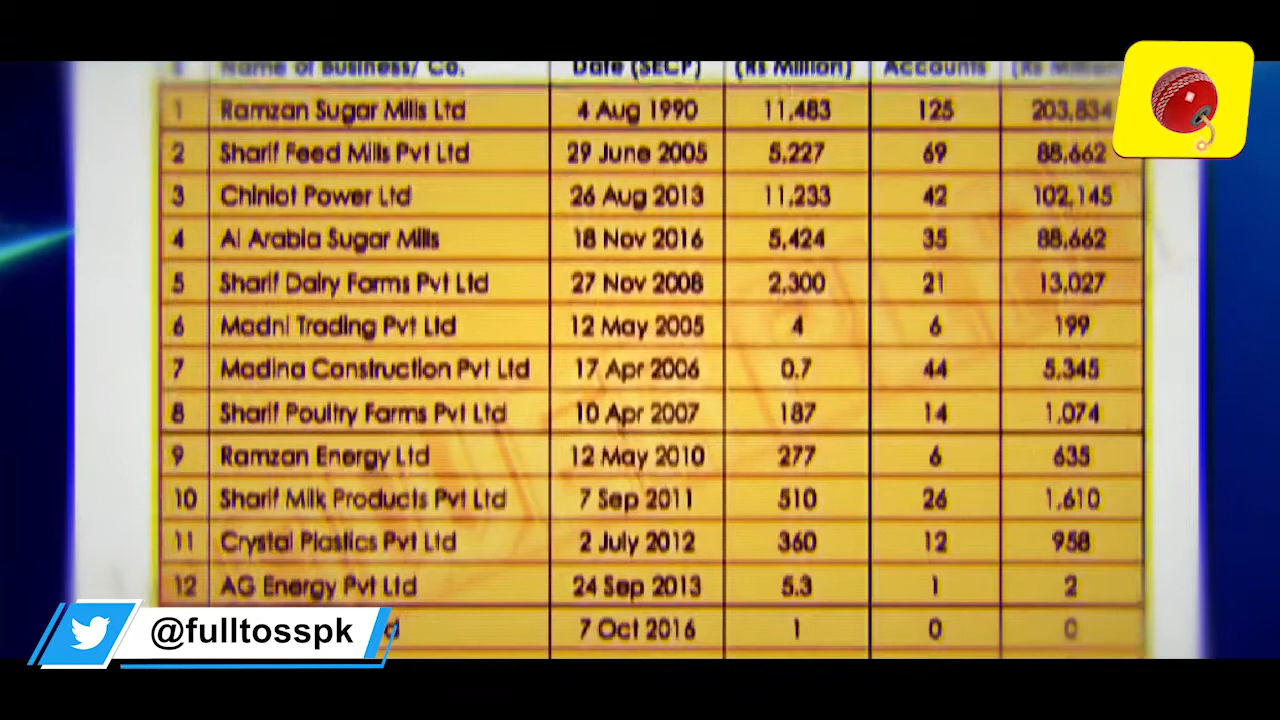 # Name of Business/ Co. Date (SECP) (Rs Million) Accounts (Rs Million
1 Ramzan Sugar Mills Ltd 4 Aug 1990 11,483 125 203,834
2 Sharif Feed Mills Pvt Ltd 29 June 2005 5,227 69 88,662
3 Chiniot Power Ltd 26 Aug 2013 11,233 42 102,145
4 Al Arabia Sugar Mills 18 Nov 2016 5,424 35 88,662
5 Sharif Dairy Farms Pvt Ltd 27 Nov 2008 2,300 21 13,027
6 Madni Trading Pvt Ltd 12 May 2005 4 6 199
7 Madina Construction Pvt Ltd 17 Apr 2006 0.7 44 5,345
8 Sharif Poultry Farms Pvt Ltd 10 Apr 2007 187 14 1,074
9 Ramzan Energy Ltd 12 May 2010 277 6 635
10 Sharif Milk Products Pvt Ltd 7 Sep 2011 510 26 1,610
11 Crystal Plastics Pvt Ltd 2 July 2012 360 12 958
12 AG Energy Pvt Ltd 24 Sep 2013 5.3 1 2
7 Oct 2016 1 0 0
@fulltosspk